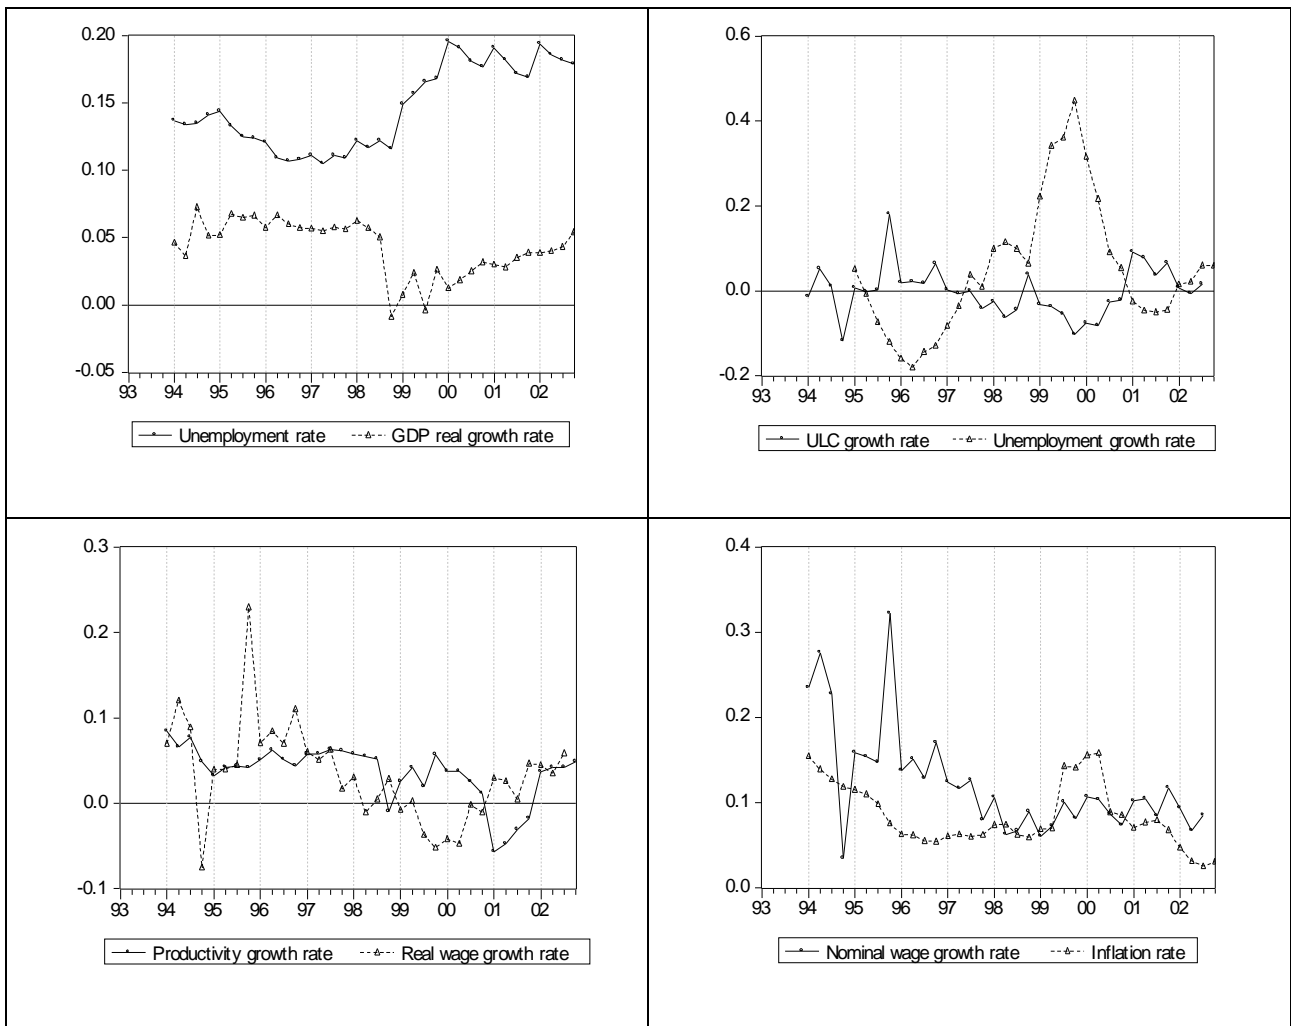 0.20
0.15
0.10
0.05
0.00
-0.05
93 94 95 96 97 98 99 00 01 02
Unemployment rate GDP real growth rate
0.6
0.4
0.2
0.0
-0.2
93 94 95 96 97 98 99 00 01 02
ULC growth rate Unemployment growth rate
0.3
0.2
0.1
0.0
-0.1
93 94 95 96 97 98 99 00 01 02
Productivity growth rate Real wage growth rate
0.4
0.3
0.2
0.1
0.0
93 94 95 96 97 98 99 00 01 02
Nominal wage growth rate Inflation rate